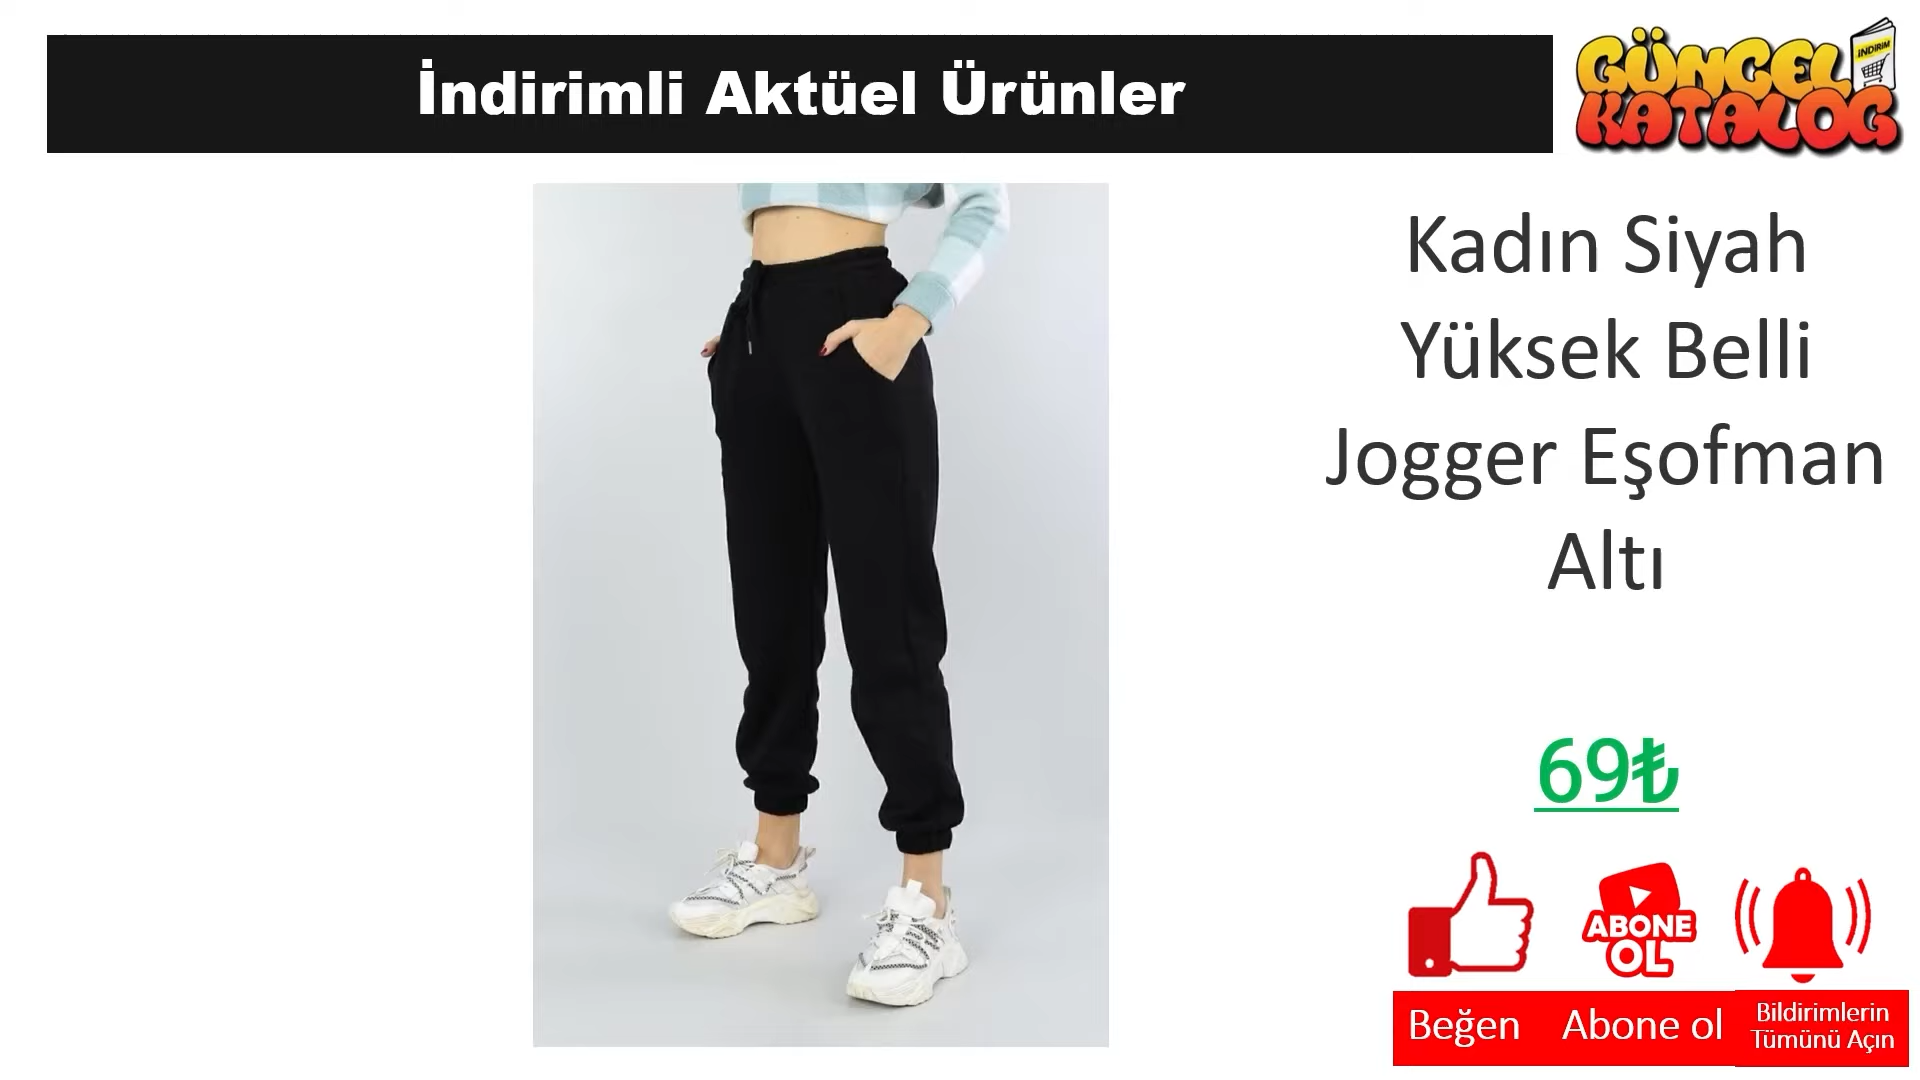 İndirimli Aktüel Ürünler
GÜNCEL
KATALOG
İNDİRİM
Kadın Siyah
Yüksek Belli
Jogger Eşofman
Altı
69₺
ABONE
OL
Beğen
Abone ol
Bildirimlerin
Tümünü Açın